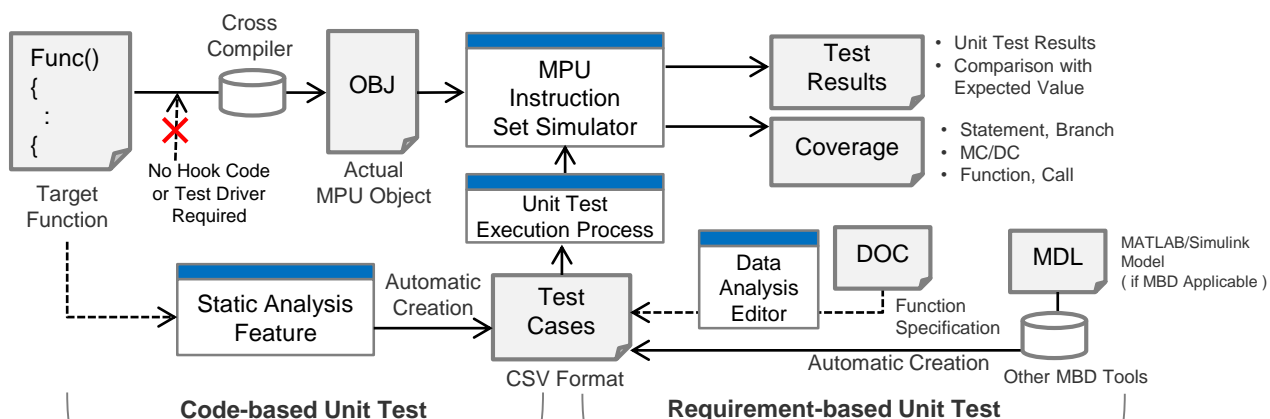 Func()
{
:
{
Target
Function
No Hook Code
or Test Driver
Required
Cross
Compiler
OBJ
Actual
MPU Object
MPU
Instruction
Set Simulator
Test
Results
• Unit Test Results
• Comparison with
Expected Value
Coverage
• Statement, Branch
• MC/DC
• Function, Call
Unit Test
Execution Process
Static Analysis
Feature
Automatic
Creation
Test
Cases
CSV Format
Data
Analysis
Editor
DOC
Function
Specification
MDL
MATLAB/Simulink
Model
( if MBD Applicable )
Automatic Creation
Other MBD Tools
Code-based Unit Test
Requirement-based Unit Test